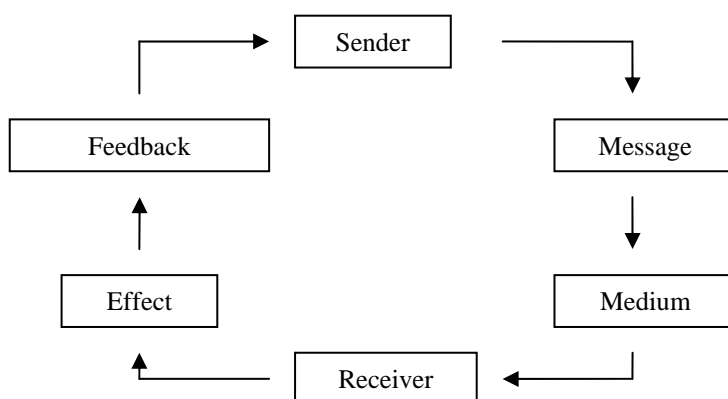 Sender
Feedback
Message
Effect
Medium
Receiver